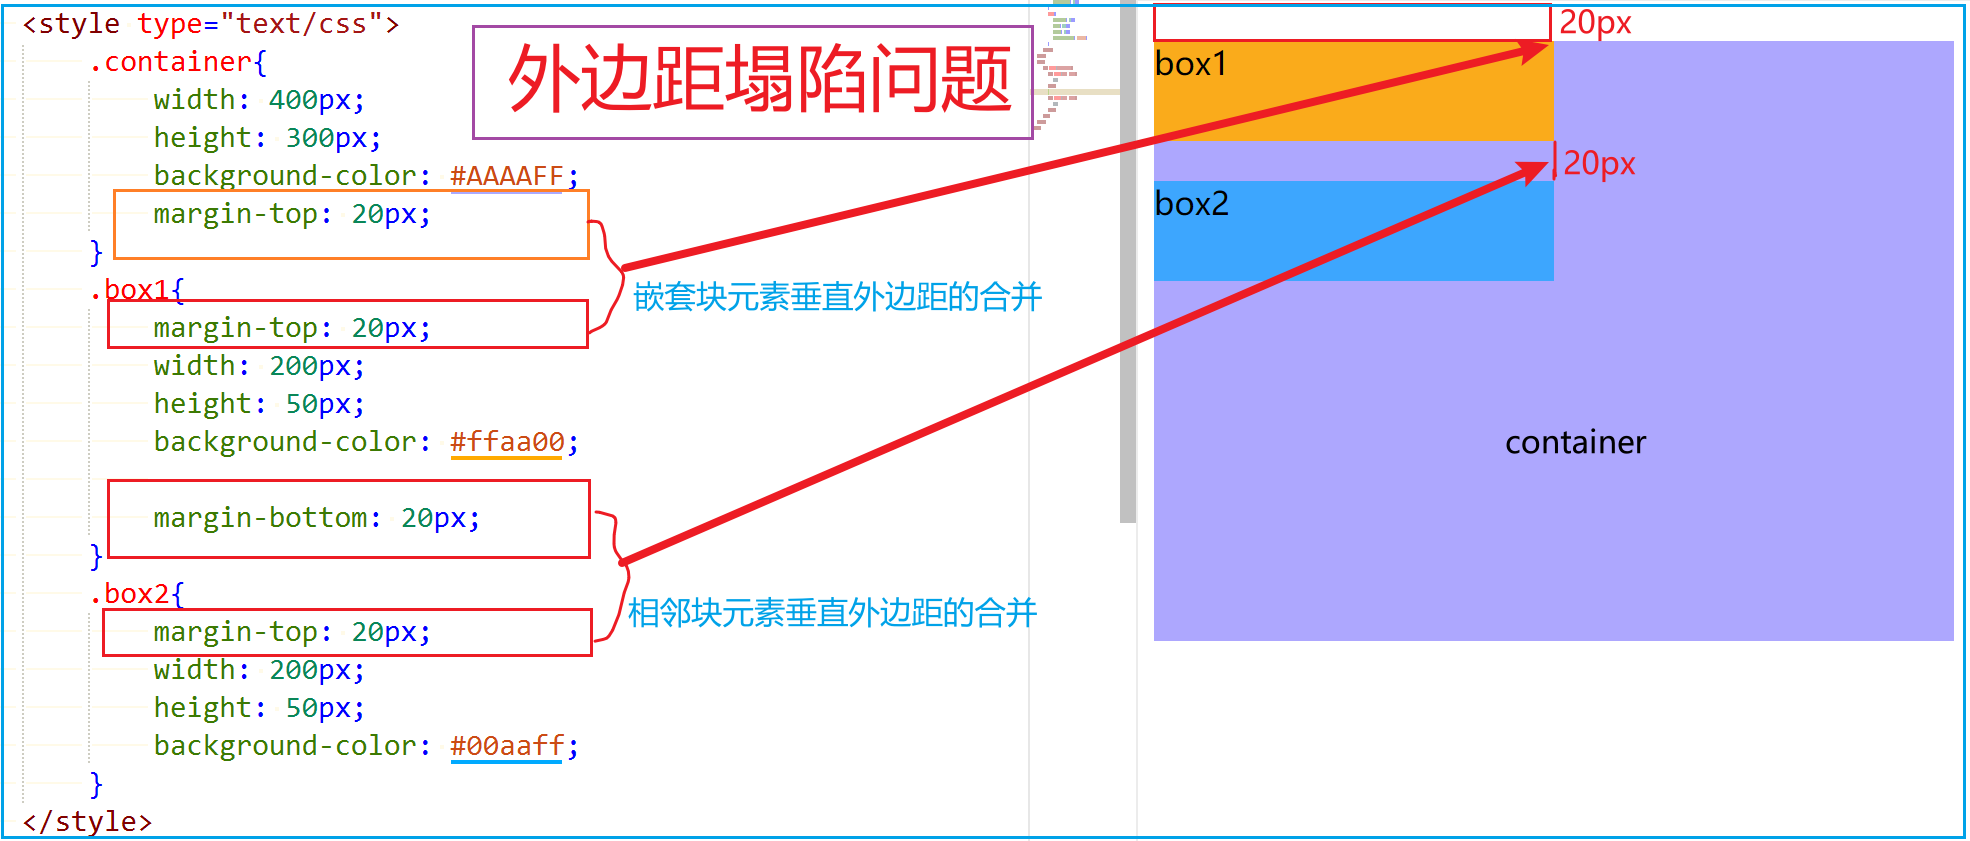 <style type="text/css">
.container{
width: 400px;
height: 300px;
background-color: #AAAAFF;
margin-top: 20px;
}
.box1{
margin-top: 20px;
width: 200px;
height: 50px;
background-color: #ffaa00;
margin-bottom: 20px;
}
.box2{
margin-top: 20px;
width: 200px;
height: 50px;
background-color: #00aaff;
}
</style>
外边距塌陷问题
嵌套块元素垂直外边距的合并
相邻块元素垂直外边距的合并
20px
box1
20px
box2
container